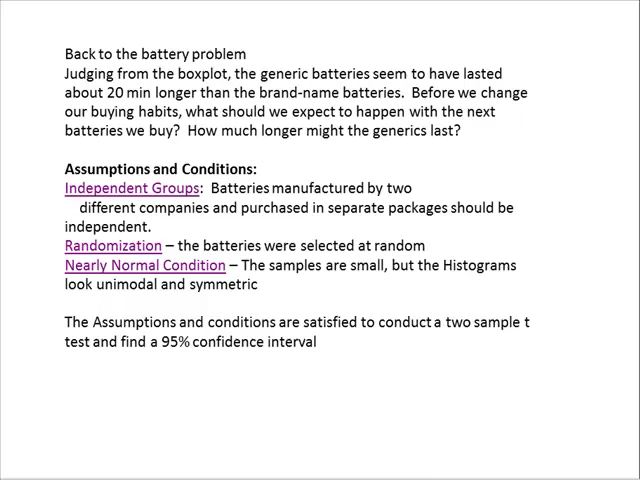 Back to the battery problem
Judging from the boxplot, the generic batteries seem to have lasted
about 20 min longer than the brand-name batteries.  Before we change
our buying habits, what should we expect to happen with the next
batteries we buy?  How much longer might the generics last?
Assumptions and Conditions:
Independent Groups:  Batteries manufactured by two
different companies and purchased in separate packages should be
independent.
Randomization – the batteries were selected at random
Nearly Normal Condition – The samples are small, but the Histograms
look unimodal and symmetric
The Assumptions and conditions are satisfied to conduct a two sample t
test and find a 95% confidence interval